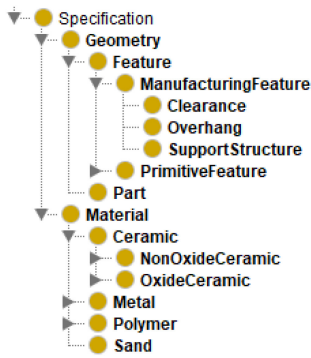 Specification
Geometry
Feature
ManufacturingFeature
Clearance
Overhang
SupportStructure
PrimitiveFeature
Part
Material
Ceramic
NonOxideCeramic
OxideCeramic
Metal
Polymer
Sand